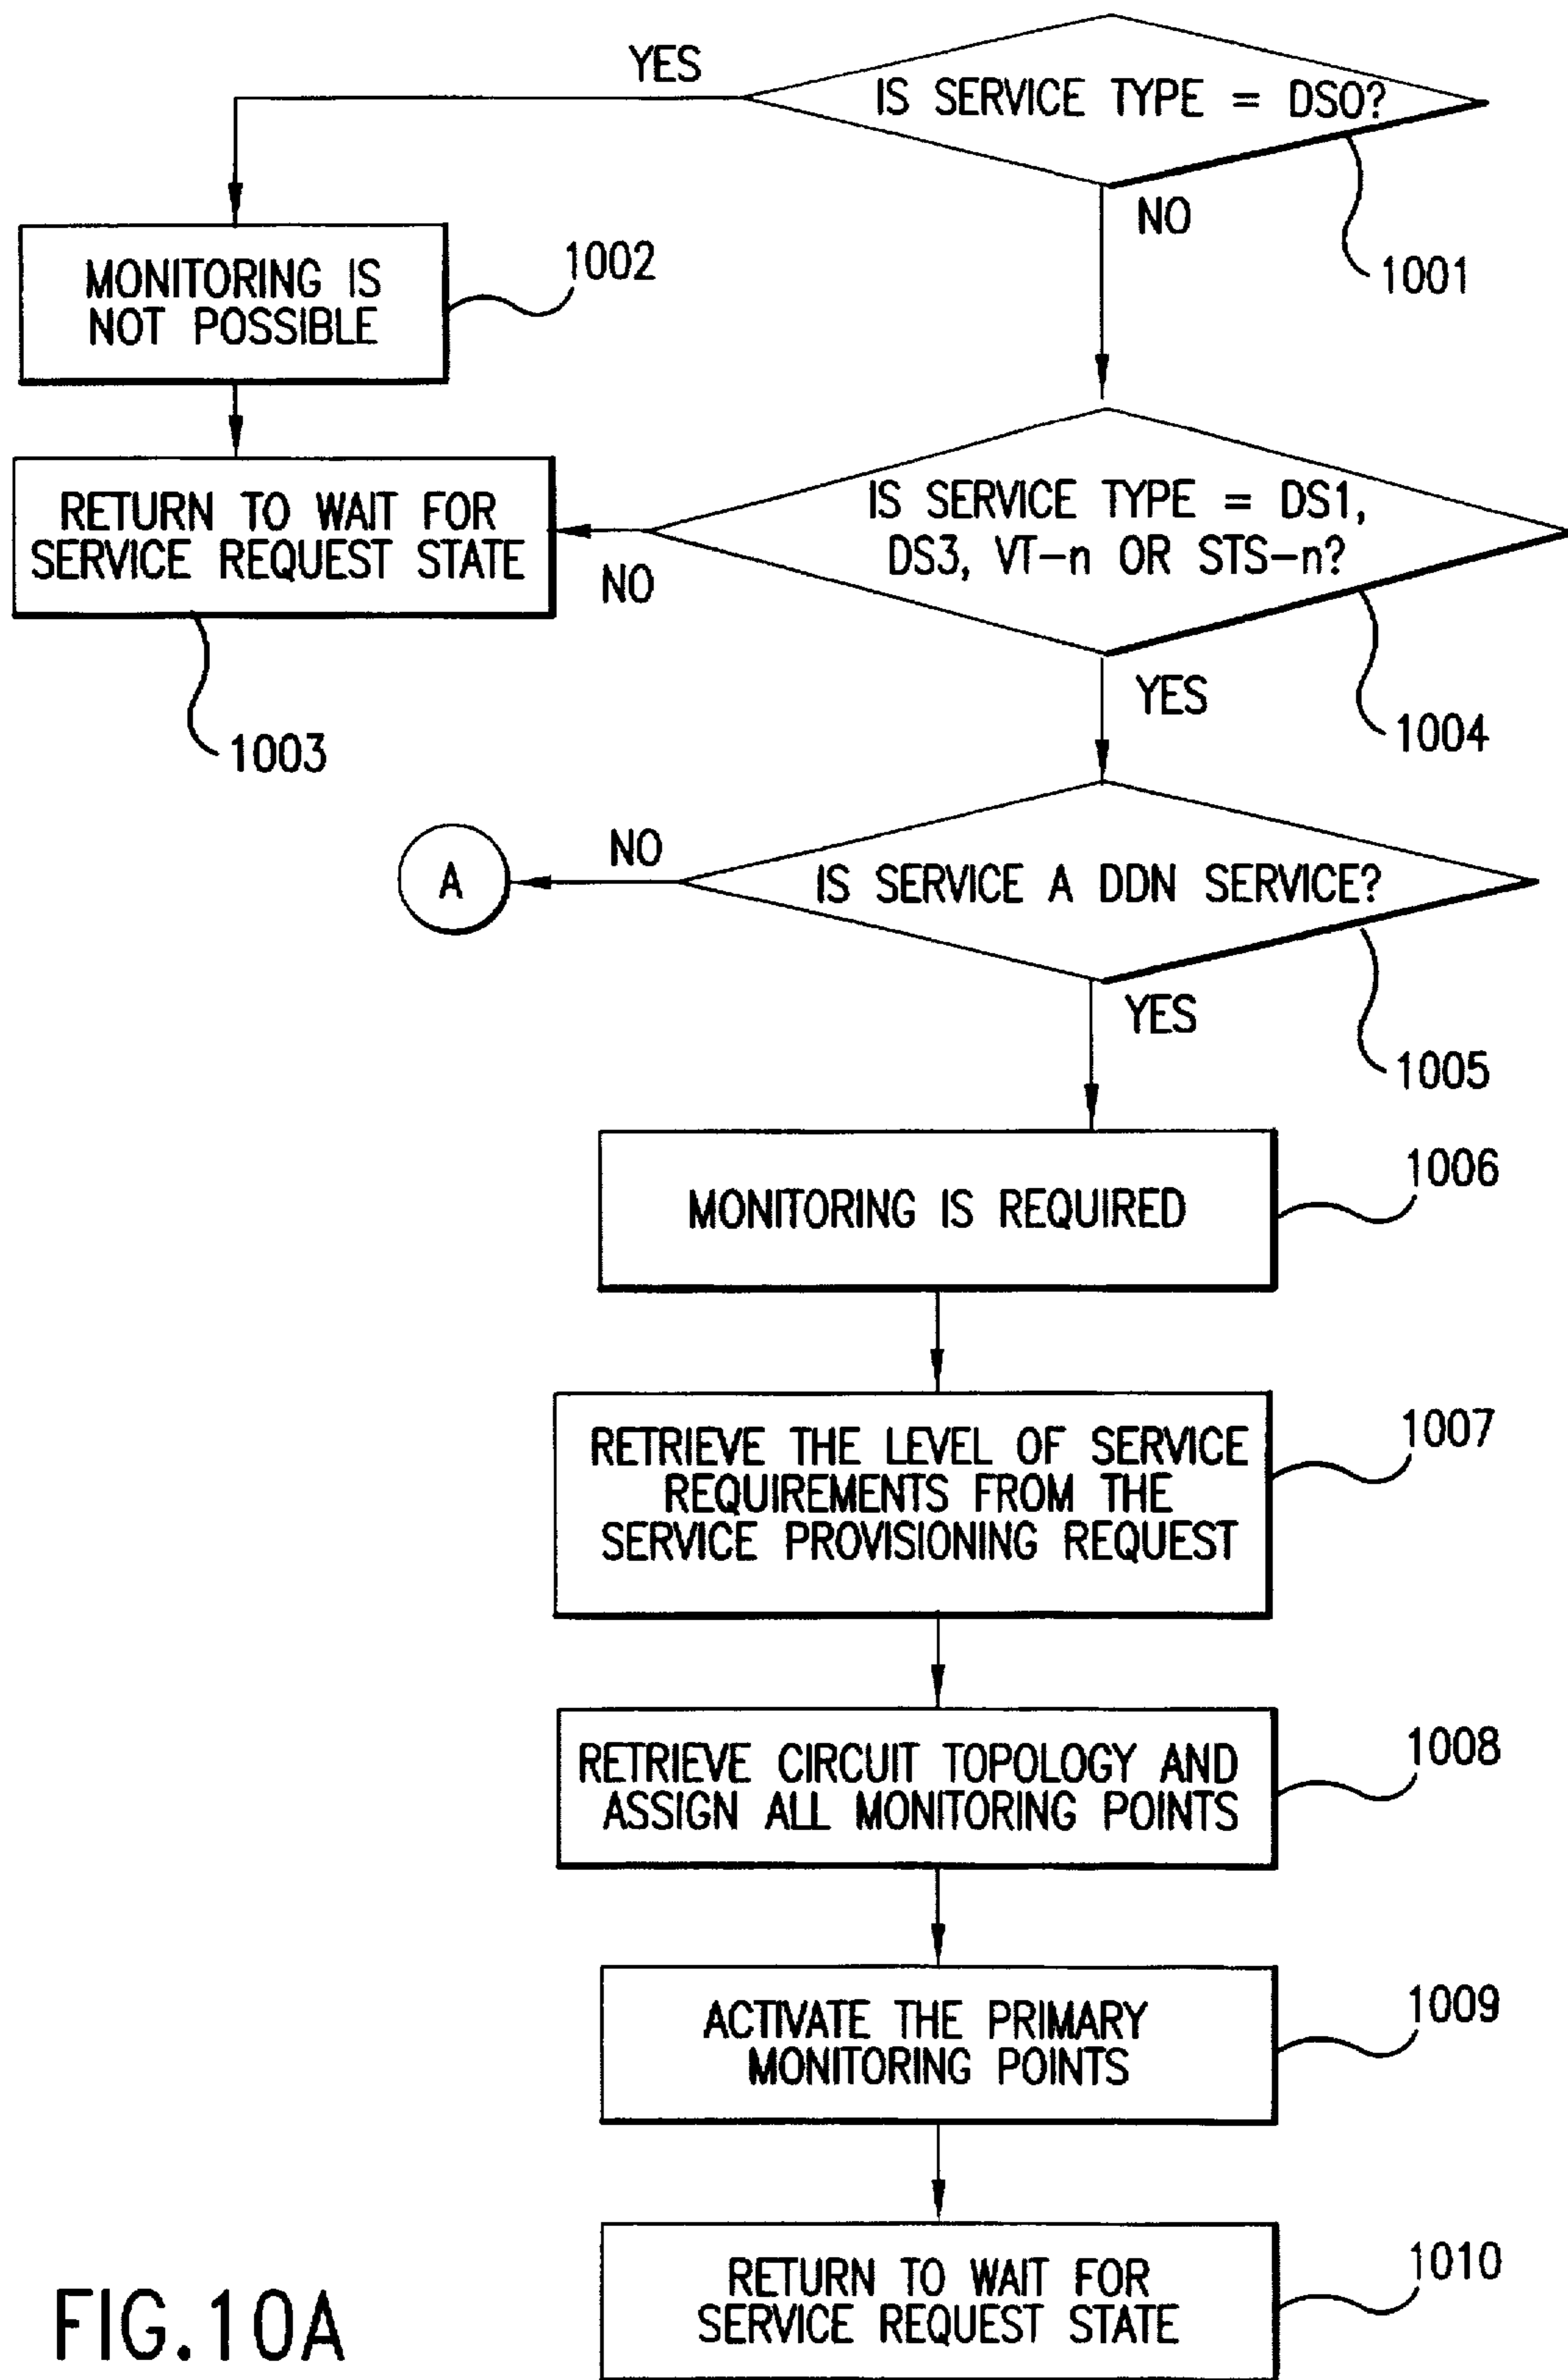 YES
IS SERVICE TYPE = DS0?
NO
1001
MONITORING IS
NOT POSSIBLE
1002
RETURN TO WAIT FOR
SERVICE REQUEST STATE
1003
NO
IS SERVICE TYPE = DS1,
DS3, VT-n OR STS-n?
YES
1004
A
NO
IS SERVICE A DDN SERVICE?
YES
1005
MONITORING IS REQUIRED
1006
RETRIEVE THE LEVEL OF SERVICE
REQUIREMENTS FROM THE
SERVICE PROVISIONING REQUEST
1007
RETRIEVE CIRCUIT TOPOLOGY AND
ASSIGN ALL MONITORING POINTS
1008
ACTIVATE THE PRIMARY
MONITORING POINTS
1009
RETURN TO WAIT FOR
SERVICE REQUEST STATE
1010
FIG.10A